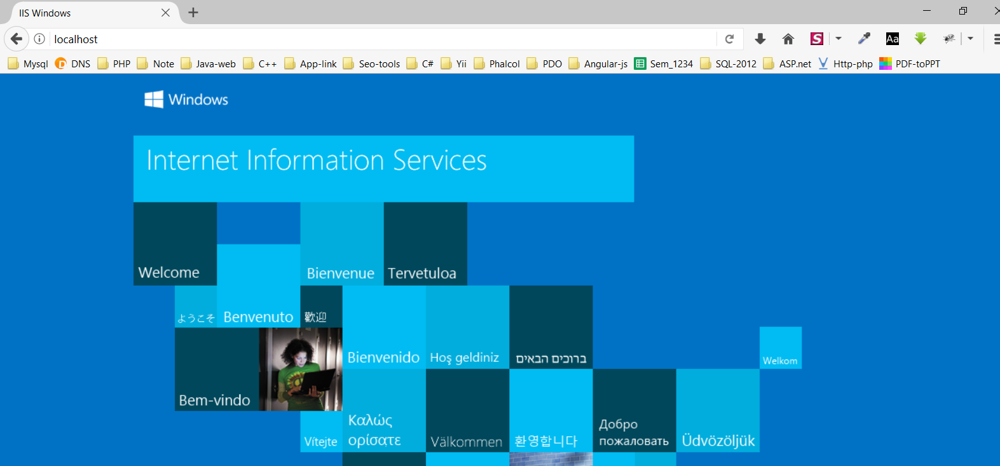 IIS Windows
localhost
Mysql DNS PHP Note Java-web C++ App-link Seo-tools C# Yii Phalcol PDO Angular-js Sem_1234 SQL-2012 ASP.net Http-php PDF-toPPT
Windows
Internet Information Services
Welcome
Bienvenue
Tervetuloa
ようこそ
Benvenuto
歡迎
Bienvenido
Hoş geldiniz
ברוכים הבאים
Welkom
Bem-vindo
Vítejte
Καλώς
ορίσατε
Välkommen
환영합니다
Добро
пожаловать
Üdvözöljük
S
Aa